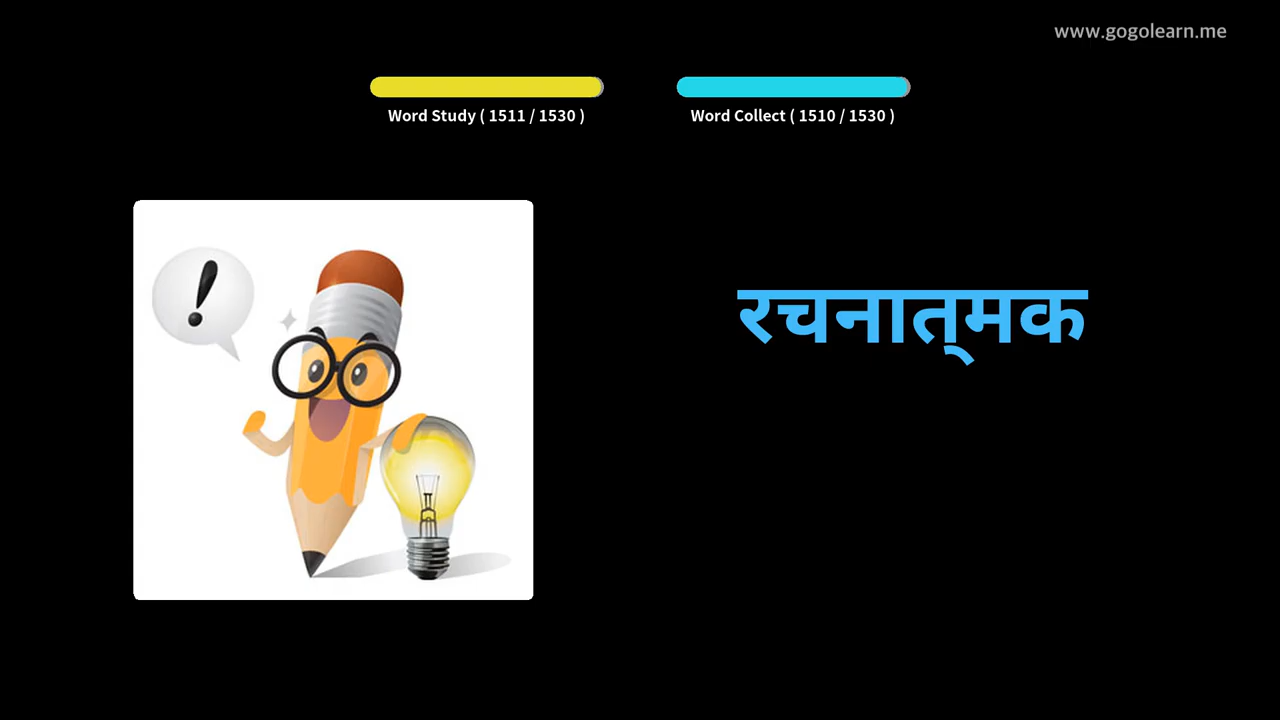 www.gogolearn.me
Word Study ( 1511 / 1530 )
Word Collect ( 1510 / 1530 )
!
रचनात्‌मक